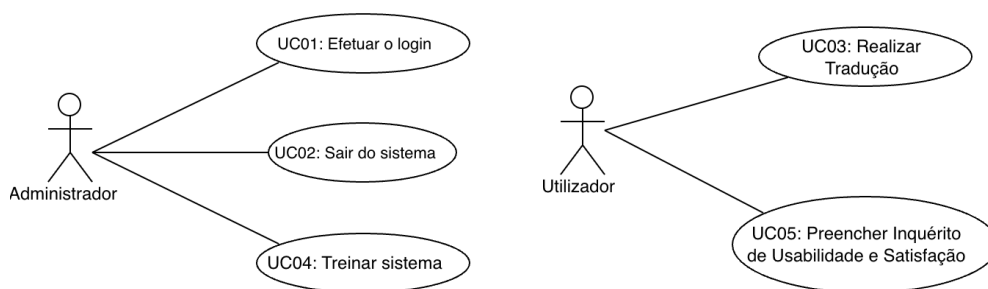 UC01: Efetuar o login
UC02: Sair do sistema
Administrador
UC04: Treinar sistema
UC03: Realizar
Tradução
Utilizador
UC05: Preencher Inquérito
de Usabilidade e Satisfação